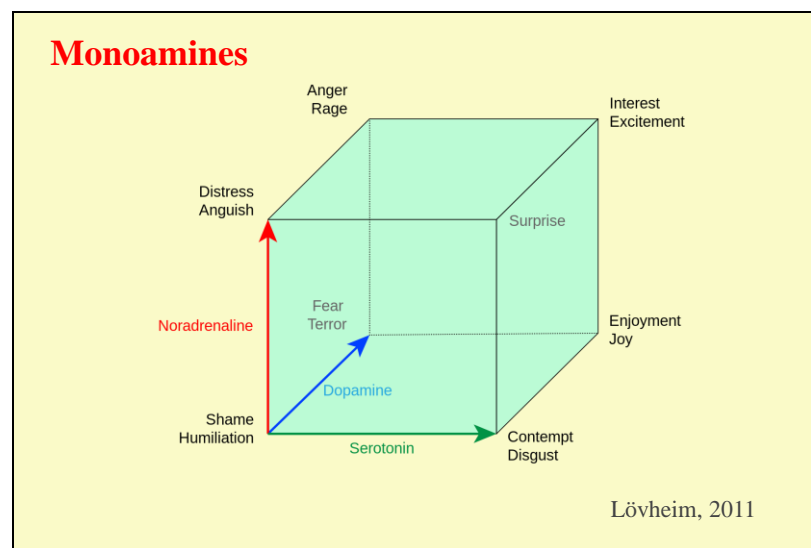 Monoamines
Anger
Rage
Interest
Excitement
Distress
Anguish
Surprise
Fear
Terror
Noradrenaline
Enjoyment
Joy
Dopamine
Shame
Humiliation
Serotonin
Contempt
Disgust
Lövheim, 2011